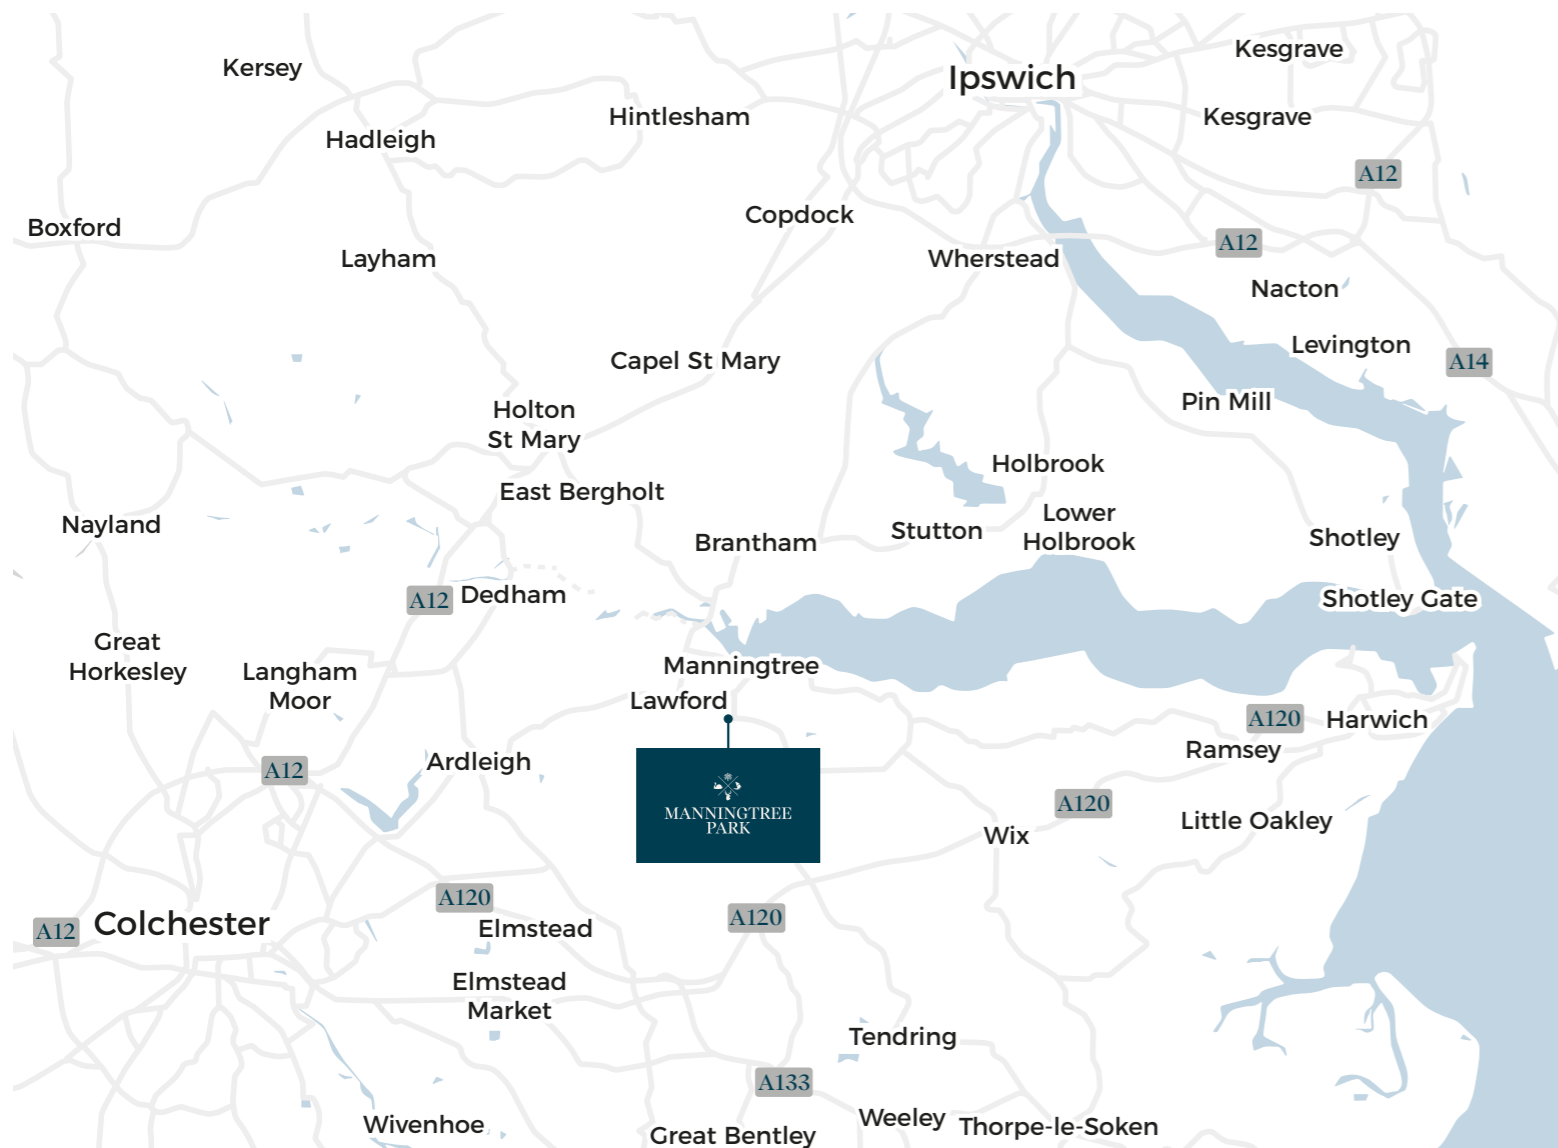 Kesgrave
Kersey
Ipswich
Hintlesham
Kesgrave
Hadleigh
A12
Copdock
Boxford
A12
Layham
Wherstead
Nacton
Levington
Capel St Mary
A14
Pin Mill
Holton
St Mary
Holbrook
East Bergholt
Lower
Holbrook
Nayland
Stutton
Shotley
Brantham
A12
Dedham
Shotley Gate
Great
Horkesley
Langham
Moor
Manningtree
Lawford
A120
Harwich
Ramsey
Ardleigh
A12
A120
MANNINGTREE
PARK
Little Oakley
Wix
A120
A120
A12
Colchester
Elmstead
Elmstead
Market
Tendring
A133
Wivenhoe
Weeley
Thorpe-le-Soken
Great Bentley